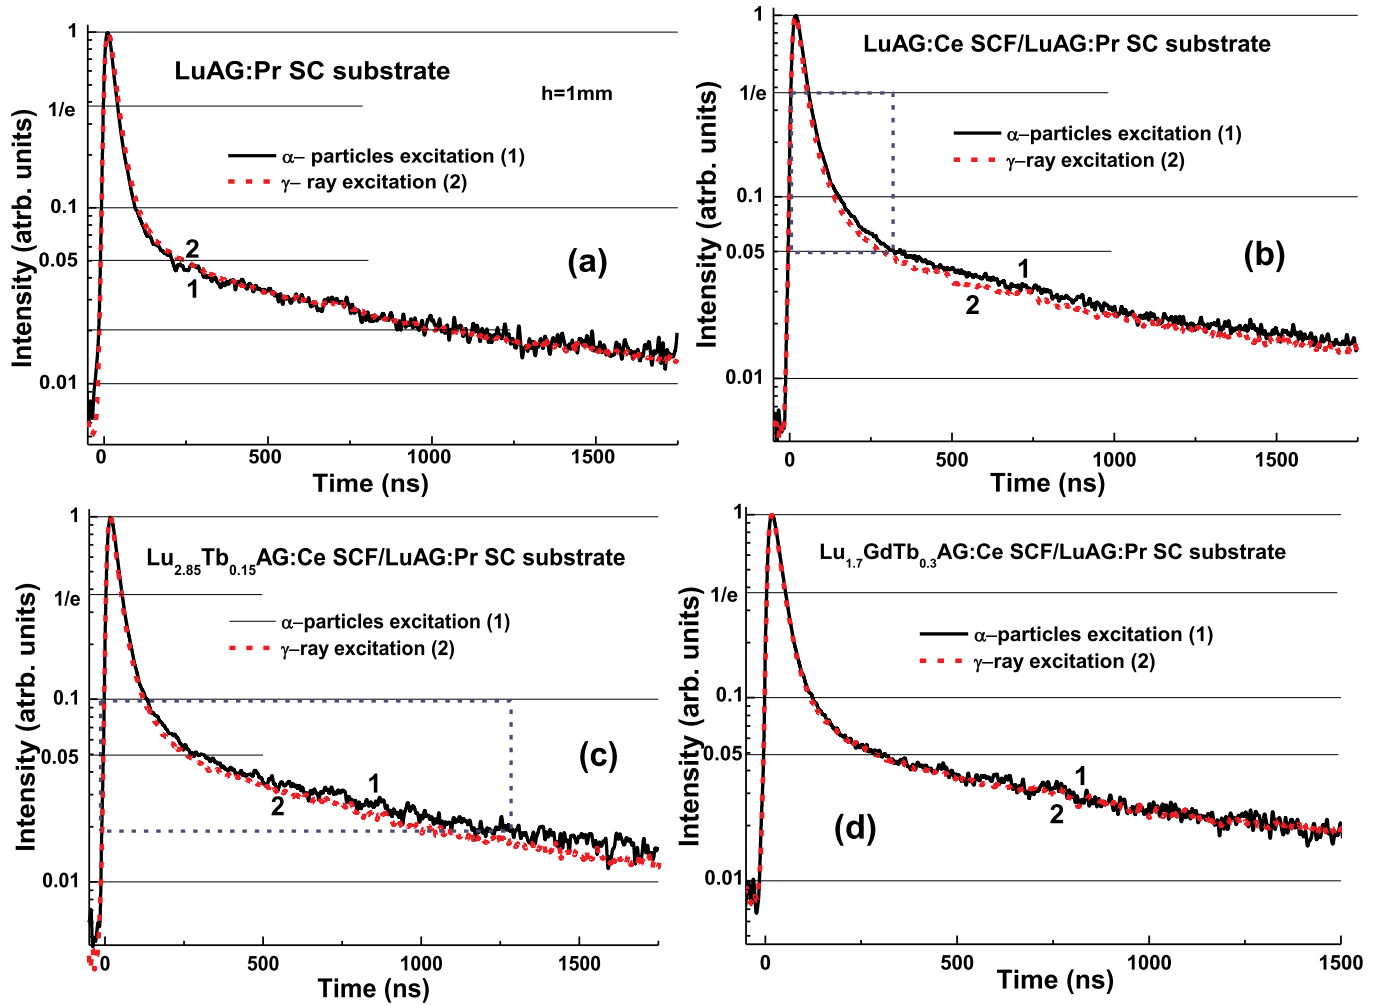 LuAG:Pr SC substrate
h=1mm
α– particles excitation (1)
γ– ray excitation (2)
1
1/e
0.1
0.05
0.01
Intensity (atrb. units)
2
1
(a)
0
500
1000
1500
Time (ns)
LuAG:Ce SCF/LuAG:Pr SC substrate
α–particles excitation (1)
γ–ray excitation (2)
1
1/e
0.1
0.05
0.01
Intensity (atrb. units)
1
2
(b)
0
500
1000
1500
Time (ns)
Lu2.85Tb0.15AG:Ce SCF/LuAG:Pr SC substrate
α–particles excitation (1)
γ–ray excitation (2)
1
1/e
0.1
0.05
0.01
Intensity (atrb. units)
1
2
(c)
0
500
1000
1500
Time (ns)
Lu1.7GdTb0.3AG:Ce SCF/LuAG:Pr SC substrate
α–particles excitation (1)
γ–ray excitation (2)
1
1/e
0.1
0.05
0.01
Intensity (arb. units)
1
2
(d)
0
500
1000
1500
Time (ns)